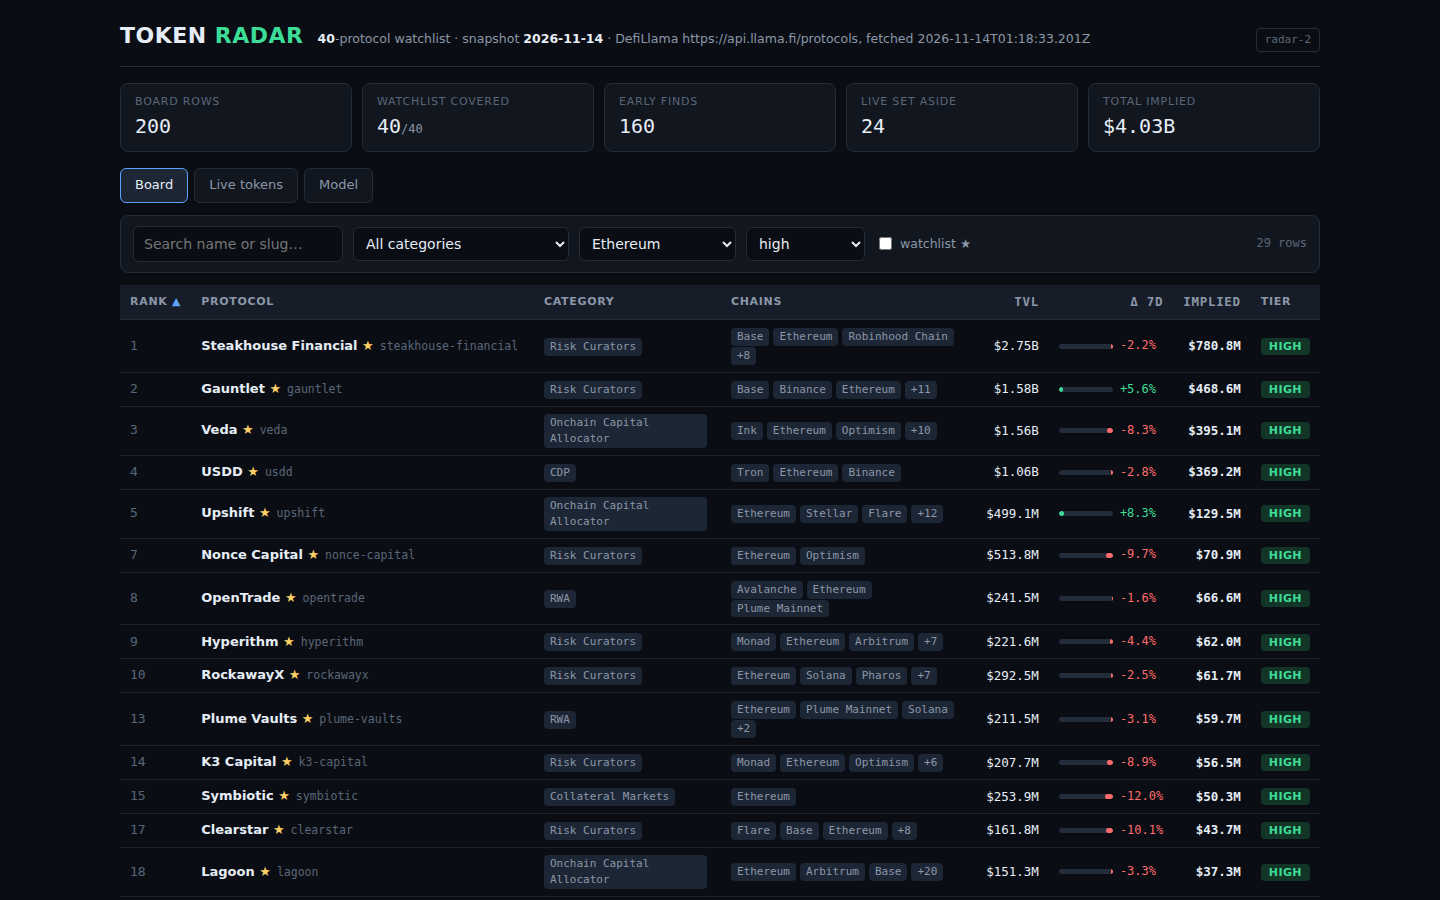 TOKEN RADAR 40-protocol watchlist · snapshot 2026-11-14 · DefiLlama https://api.llama.fi/protocols, fetched 2026-11-14T01:18:33.201Z radar-2
BOARD ROWS WATCHLIST COVERED EARLY FINDS LIVE SET ASIDE TOTAL IMPLIED
200 40/40 160 24 $4.03B
Board Live tokens Model
Search name or slug... All categories Ethereum high watchlist ★ 29 rows
RANK ▲ PROTOCOL CATEGORY CHAINS TVL Δ 7D IMPLIED TIER
1 Steakhouse Financial ★ steakhouse-financial Risk Curators Base Ethereum Robinhood Chain +8 $2.75B -2.2% $780.8M HIGH
2 Gauntlet ★ gauntlet Risk Curators Base Binance Ethereum +11 $1.58B +5.6% $468.6M HIGH
3 Veda ★ veda Onchain Capital Allocator Ink Ethereum Optimism +10 $1.56B -8.3% $395.1M HIGH
4 USDD ★ usdd CDP Tron Ethereum Binance $1.06B -2.8% $369.2M HIGH
5 Upshift ★ upshift Onchain Capital Allocator Ethereum Stellar Flare +12 $499.1M +8.3% $129.5M HIGH
7 Nonce Capital ★ nonce-capital Risk Curators Ethereum Optimism $513.8M -9.7% $70.9M HIGH
8 OpenTrade ★ opentrade RWA Avalanche Ethereum Plume Mainnet $241.5M -1.6% $66.6M HIGH
9 Hyperithm ★ hyperithm Risk Curators Monad Ethereum Arbitrum +7 $221.6M -4.4% $62.0M HIGH
10 RockawayX ★ rockawayx Risk Curators Ethereum Solana Pharos +7 $292.5M -2.5% $61.7M HIGH
13 Plume Vaults ★ plume-vaults RWA Ethereum Plume Mainnet Solana +2 $211.5M -3.1% $59.7M HIGH
14 K3 Capital ★ k3-capital Risk Curators Monad Ethereum Optimism +6 $207.7M -8.9% $56.5M HIGH
15 Symbiotic ★ symbiotic Collateral Markets Ethereum $253.9M -12.0% $50.3M HIGH
17 Clearstar ★ clearstar Risk Curators Flare Base Ethereum +8 $161.8M -10.1% $43.7M HIGH
18 Lagoon ★ lagoon Onchain Capital Allocator Ethereum Arbitrum Base +20 $151.3M -3.3% $37.3M HIGH